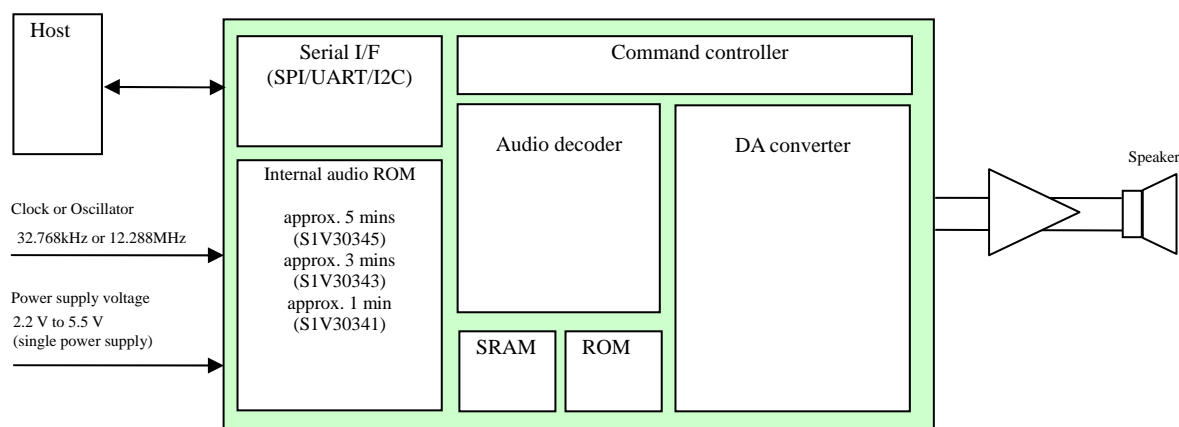 Host
Serial I/F
(SPI/UART/I2C)
Command controller
Audio decoder
DA converter
Speaker
Internal audio ROM
approx. 5 mins
(S1V30345)
approx. 3 mins
(S1V30343)
approx. 1 min
(S1V30341)
Clock or Oscillator
32.768kHz or 12.288MHz
Power supply voltage
2.2 V to 5.5 V
(single power supply)
SRAM
ROM